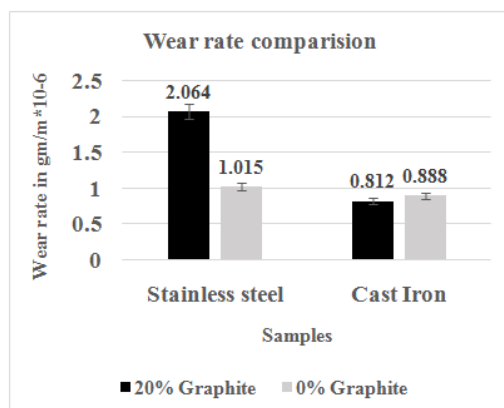 Wear rate comparision
Wear rate in gm/m*10-6
2.5
2
1.5
1
0.5
0
2.064
1.015
0.812
0.888
Stainless steel
Cast Iron
Samples
20% Graphite
0% Graphite